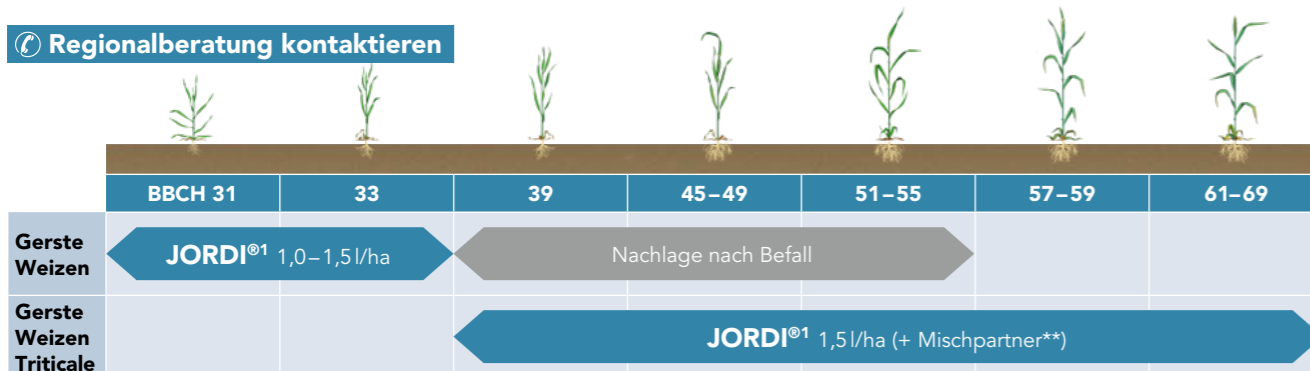 ✆ Regionalberatung kontaktieren
BBCH 31 33 39 45–49 51–55 57–59 61–69
Gerste
Weizen
JORDI®¹ 1,0–1,5 l/ha
Nachlage nach Befall
Gerste
Weizen
Triticale
JORDI®¹ 1,5 l/ha (+ Mischpartner**)